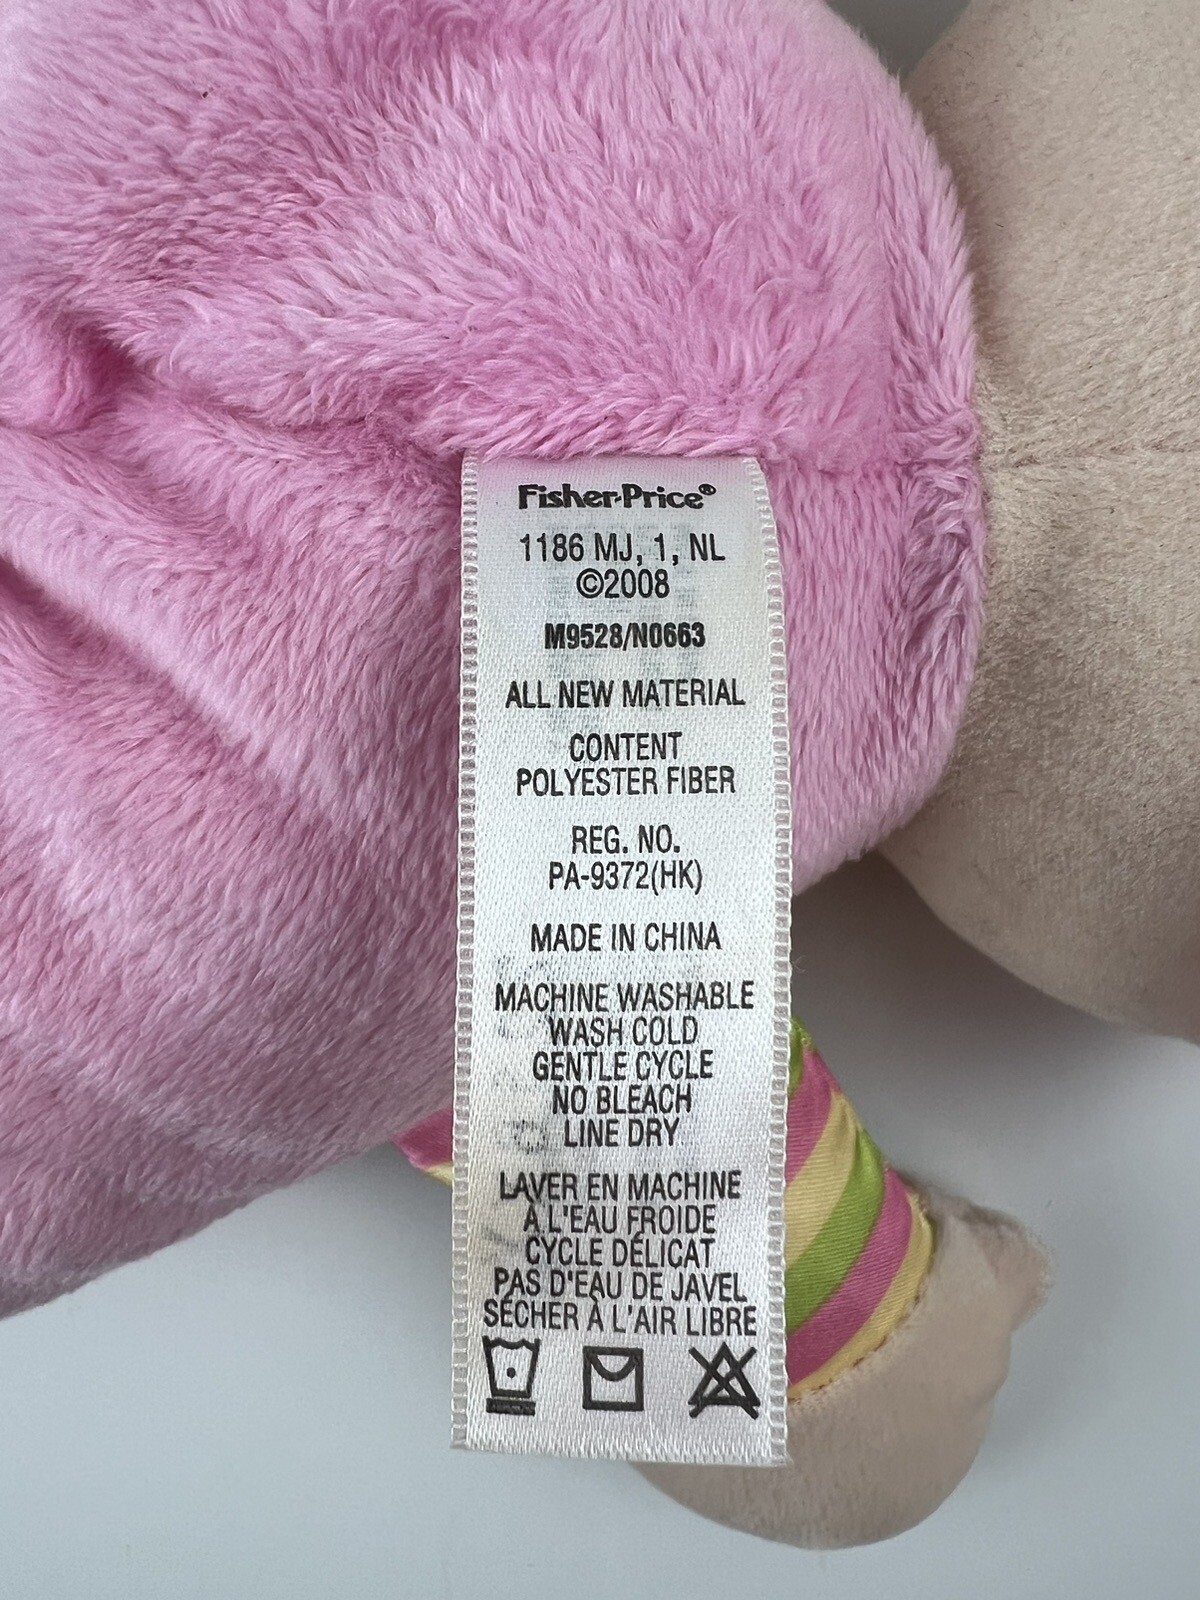 Fisher-Price®
1186 MJ, 1, NL
©2008
M9528/N0663
ALL NEW MATERIAL
CONTENT
POLYESTER FIBER
REG. NO.
PA-9372(HK)
MADE IN CHINA
MACHINE WASHABLE
WASH COLD
GENTLE CYCLE
NO BLEACH
LINE DRY
LAVER EN MACHINE
À L'EAU FROIDE
CYCLE DÉLICAT
PAS D'EAU DE JAVEL
SÉCHER À L'AIR LIBRE